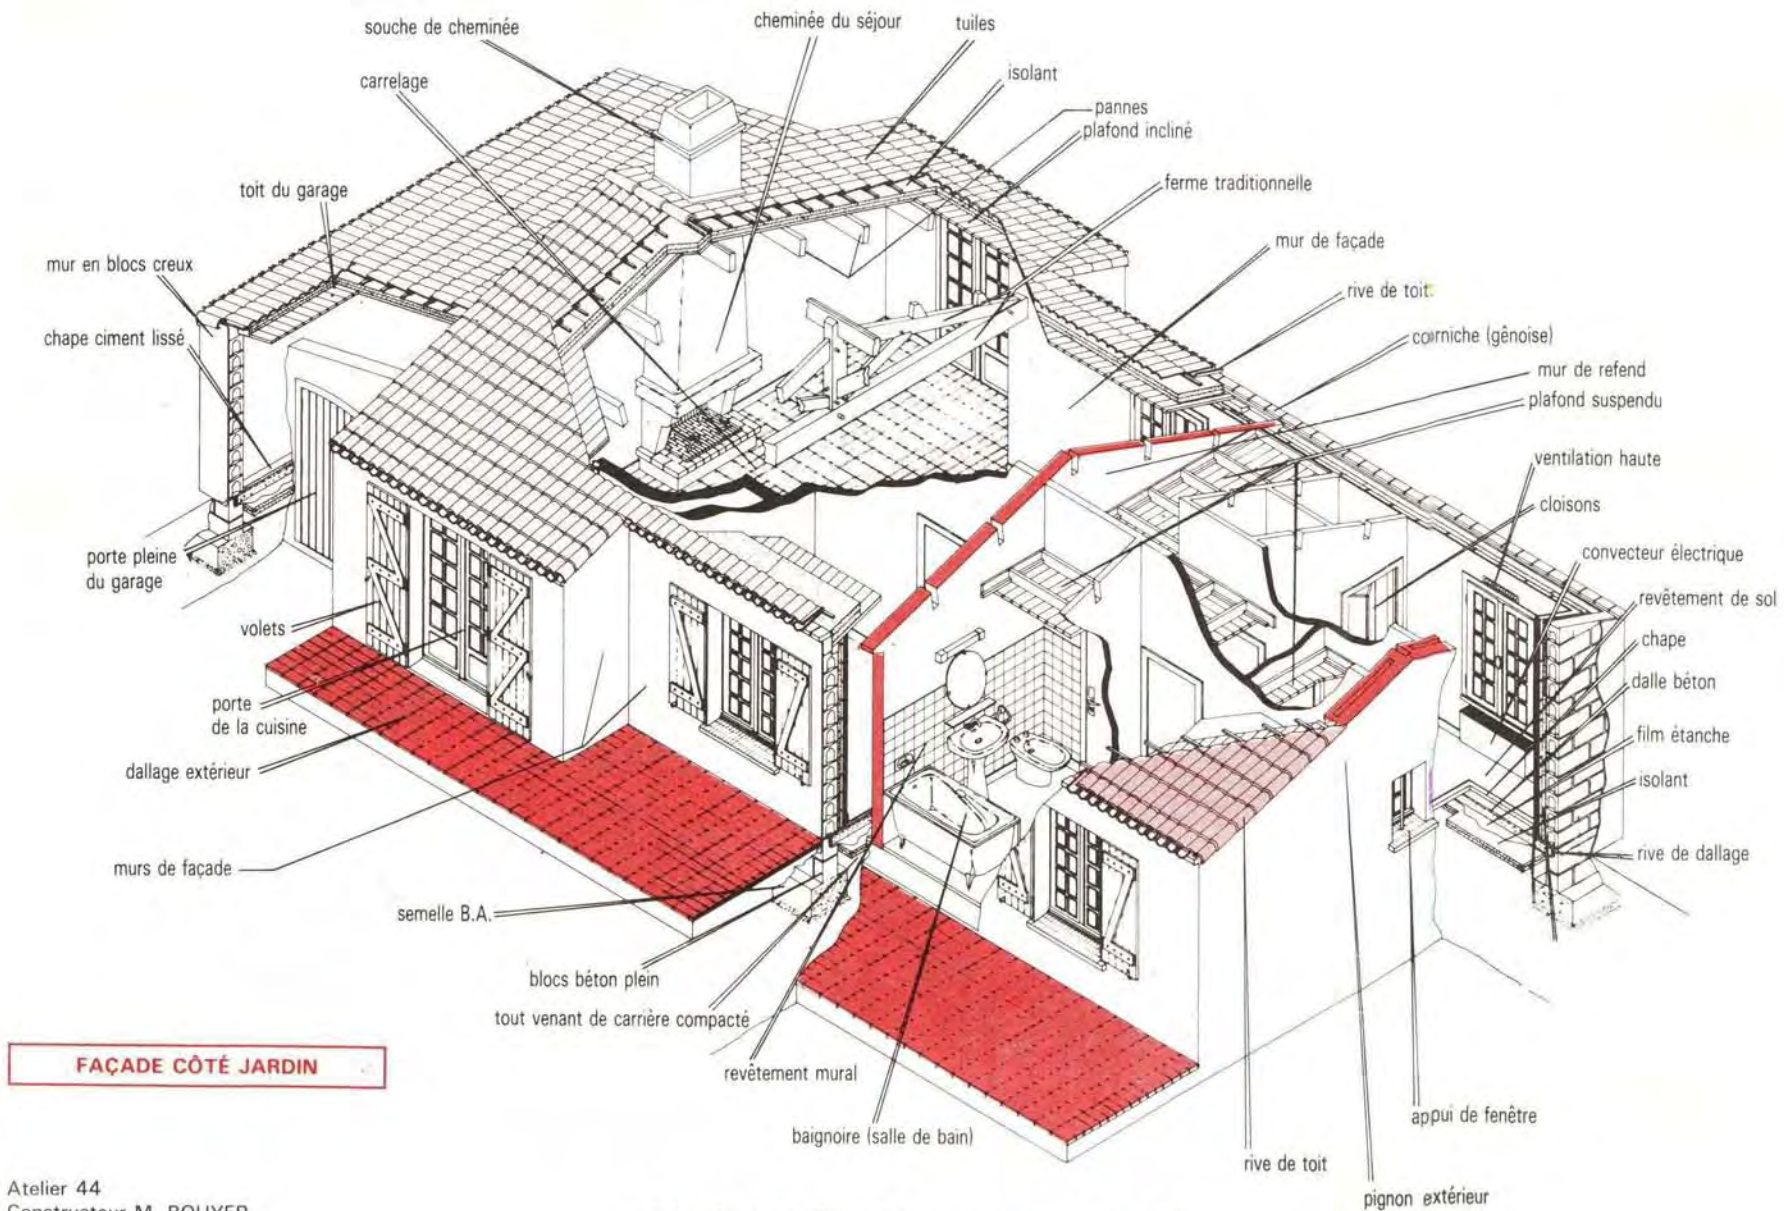 souche de cheminée
cheminée du séjour
tuiles
carrelage
isolant
pannes
plafond incliné
toit du garage
ferme traditionnelle
mur en blocs creux
mur de façade
chape ciment lissé
rive de toit
corniche (gênoise)
mur de refend
plafond suspendu
ventilation haute
cloisons
porte pleine
du garage
convecteur électrique
revêtement de sol
volets
chape
dalle béton
porte
de la cuisine
film étanche
dallage extérieur
isolant
murs de façade
rive de dallage
semelle B.A.
blocs béton plein
tout venant de carrière compacté
FAÇADE CÔTÉ JARDIN
revêtement mural
appui de fenêtre
baignoire (salle de bain)
rive de toit
pignon extérieur
Atelier 44
Constructeur M. BOUYER